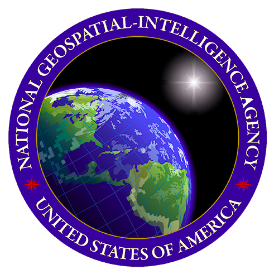 NATIONAL GEOSPATIAL-INTELLIGENCE AGENCY
UNITED STATES OF AMERICA